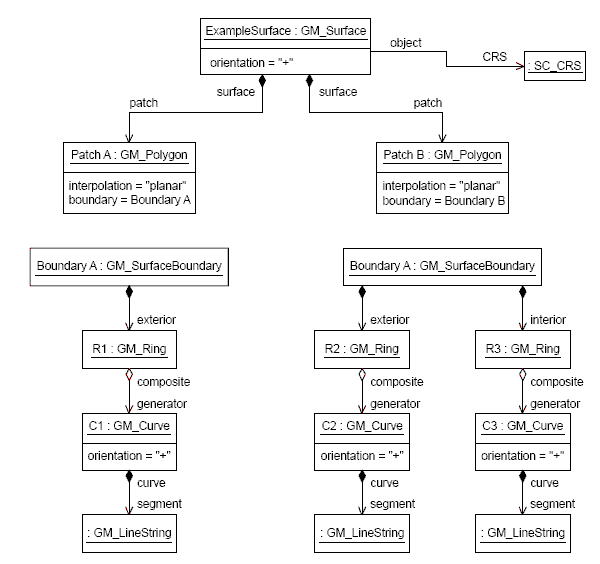 ExampleSurface : GM_Surface
orientation = "+"
object
CRS
: SC_CRS
surface
surface
patch
patch
Patch A : GM_Polygon
interpolation = "planar"
boundary = Boundary A
Patch B : GM_Polygon
interpolation = "planar"
boundary = Boundary B
Boundary A : GM_SurfaceBoundary
Boundary A : GM_SurfaceBoundary
exterior
exterior
interior
R1 : GM_Ring
R2 : GM_Ring
R3 : GM_Ring
composite
composite
composite
generator
generator
generator
C1 : GM_Curve
orientation = "+"
C2 : GM_Curve
orientation = "+"
C3 : GM_Curve
orientation = "+"
curve
curve
curve
segment
segment
segment
: GM_LineString
: GM_LineString
: GM_LineString